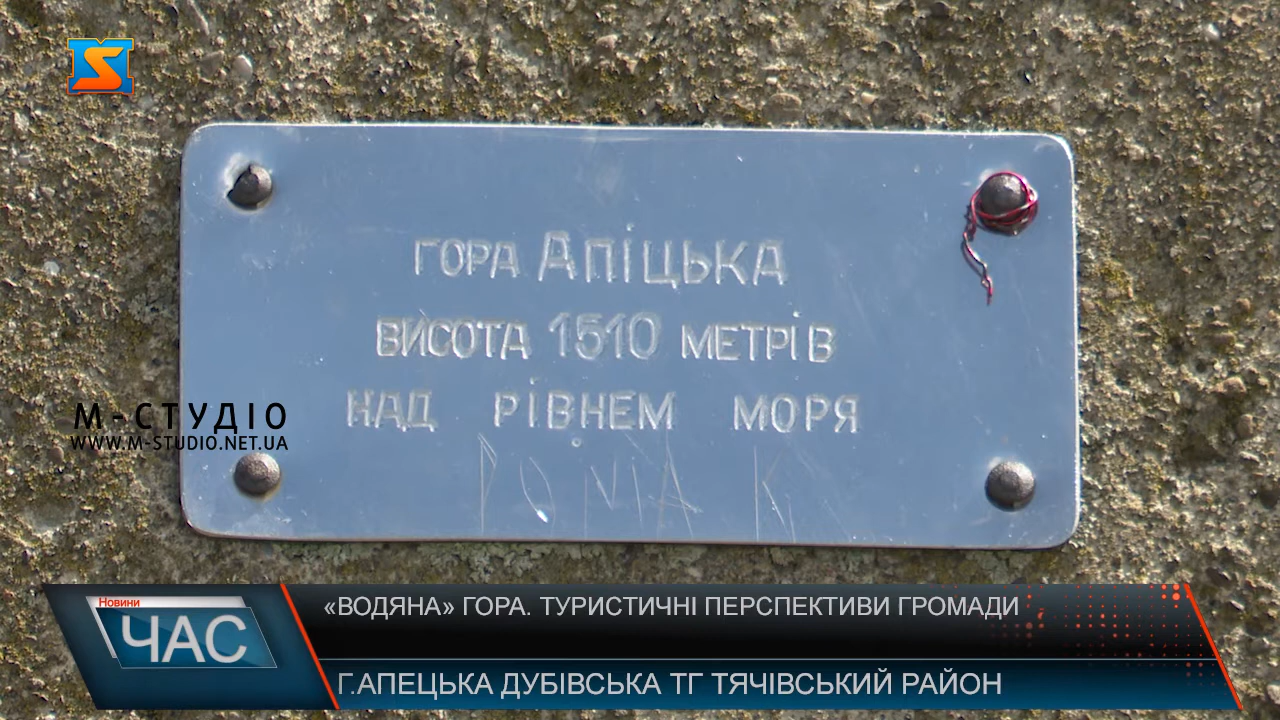 ГОРА АПІЦЬКА
ВИСОТА 1510 МЕТРІВ
НАД РІВНЕМ МОРЯ
М-СТУДІО
WWW.M-STUDIO.NET.UA
Новини
ЧАС
«ВОДЯНА» ГОРА. ТУРИСТИЧНІ ПЕРСПЕКТИВИ ГРОМАДИ
Г.АПЕЦЬКА ДУБІВСЬКА ТГ ТЯЧІВСЬКИЙ РАЙОН